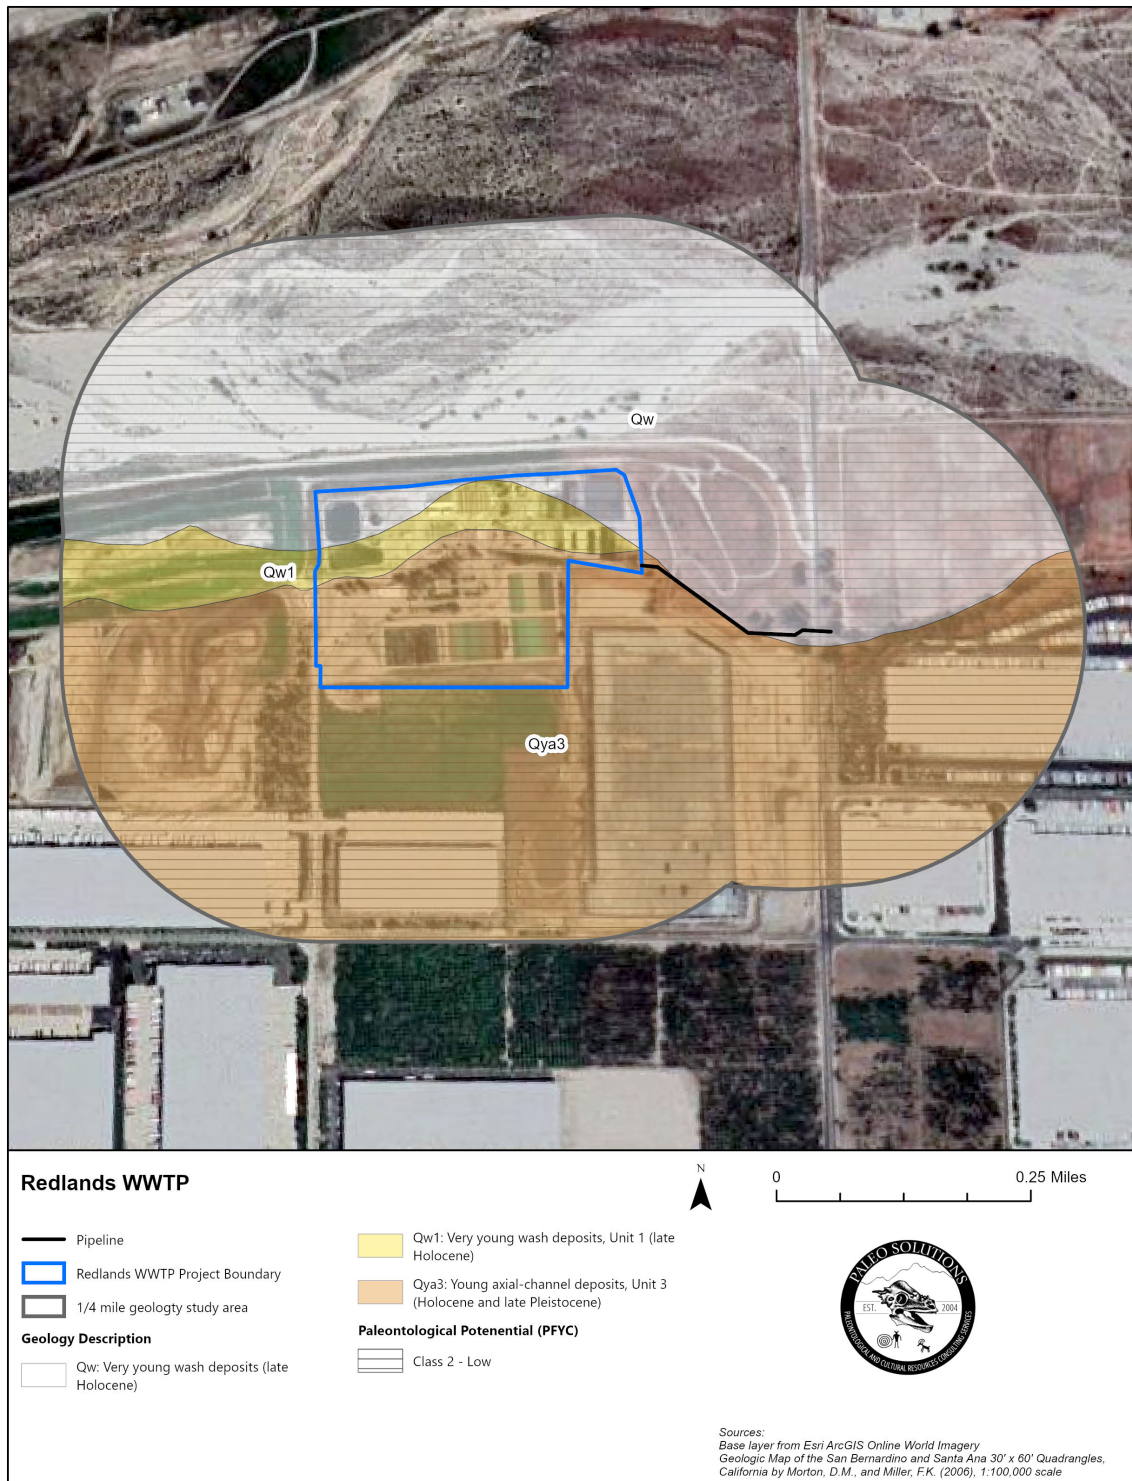 Qw
Qw1
Qya3
Redlands WWTP
N
0
0.25 Miles
Pipeline
Redlands WWTP Project Boundary
1/4 mile geologty study area
Geology Description
Qw: Very young wash deposits (late
Holocene)
Qw1: Very young wash deposits, Unit 1 (late
Holocene)
Qya3: Young axial-channel deposits, Unit 3
(Holocene and late Pleistocene)
Paleontological Potenential (PFYC)
Class 2 - Low
PALEO SOLUTIONS
EST. 2004
PALEONTOLOGICAL AND CULTURAL RESOURCES CONSULTING SERVICES
Sources:
Base layer from Esri ArcGIS Online World Imagery
Geologic Map of the San Bernardino and Santa Ana 30' x 60' Quadrangles,
California by Morton, D.M., and Miller, F.K. (2006), 1:100,000 scale